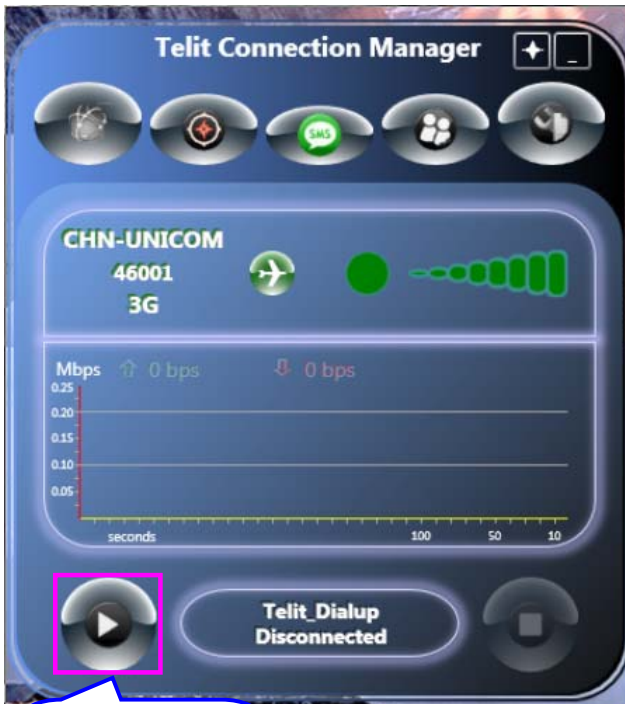 Telit Connection Manager
SMS
CHN-UNICOM
46001
3G
Mbps 0 bps 0 bps
0.25
0.20
0.15
0.10
0.05
seconds 100 50 10
Telit_Dialup
Disconnected